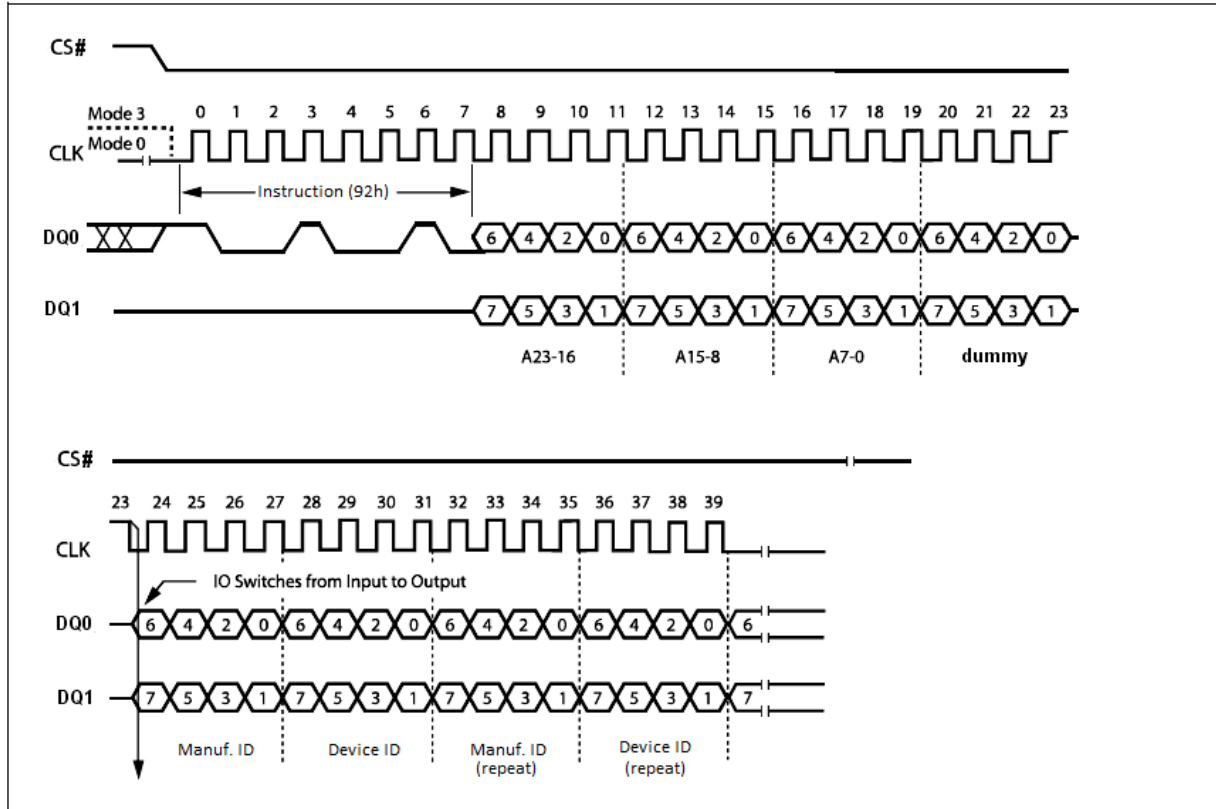 CS#
Mode 3
0 1 2 3 4 5 6 7 8 9 10 11 12 13 14 15 16 17 18 19 20 21 22 23
Mode 0
CLK
Instruction (92h)
DQ0 6 4 2 0 6 4 2 0 6 4 2 0 6 4 2 0
DQ1 7 5 3 1 7 5 3 1 7 5 3 1 7 5 3 1
A23-16 A15-8 A7-0 dummy
CS#
23 24 25 26 27 28 29 30 31 32 33 34 35 36 37 38 39
CLK
IO Switches from Input to Output
DQ0 6 4 2 0 6 4 2 0 6 4 2 0 6 4 2 0 6
DQ1 7 5 3 1 7 5 3 1 7 5 3 1 7 5 3 1 7
Manuf. ID Device ID Manuf. ID Device ID
(repeat) (repeat)